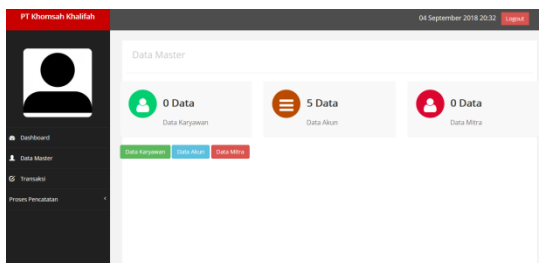 PT Khomsah Khalifah
04 September 2018 20:32 Logout
Data Master
0 Data
Data Karyawan
5 Data
Data Akun
0 Data
Data Mitra
Dashboard
Data Master
Transaksi
Proses Pencatatan
Data Karyawan Data Akun Data Mitra